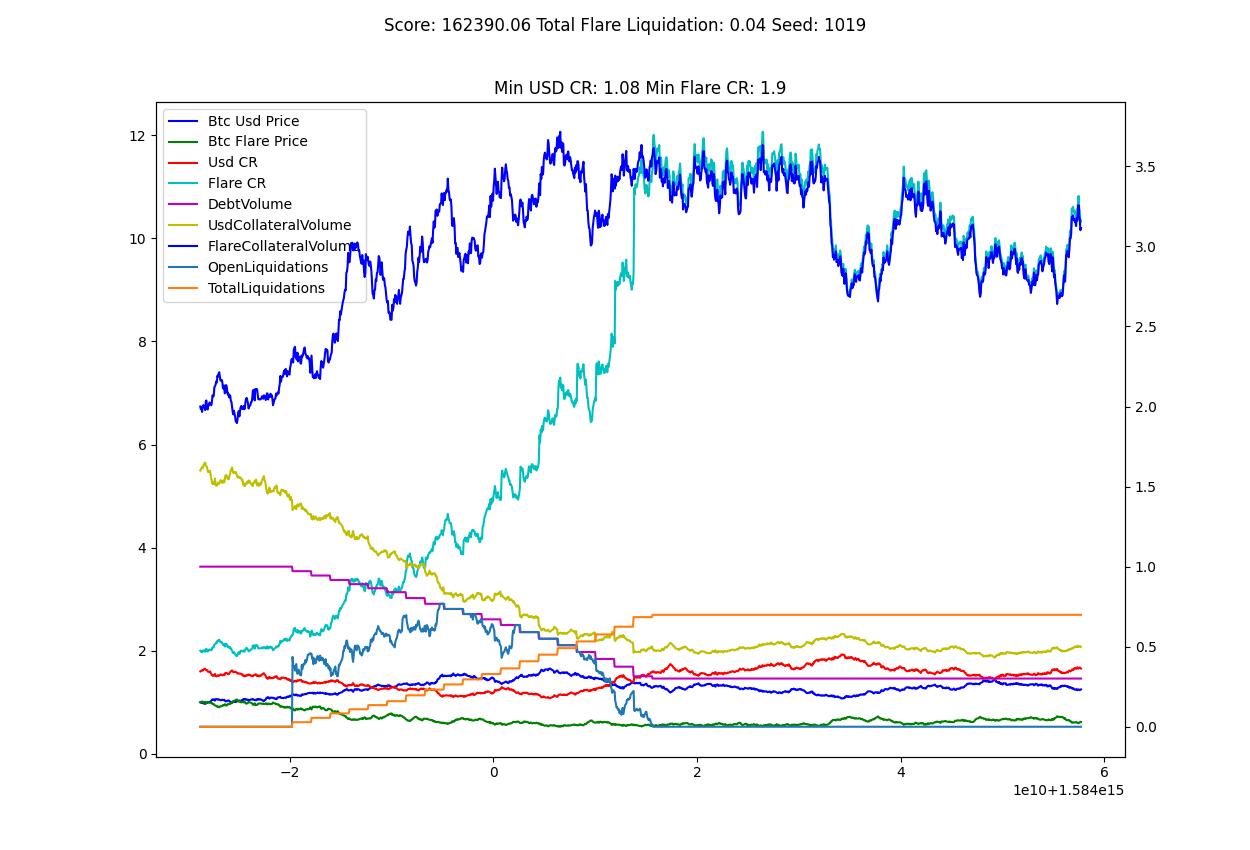 Score: 162390.06 Total Flare Liquidation: 0.04 Seed: 1019
Min USD CR: 1.08 Min Flare CR: 1.9
Btc Usd Price
Btc Flare Price
Usd CR
Flare CR
DebtVolume
UsdCollateralVolume
FlareCollateralVolume
OpenLiquidations
TotalLiquidations
12
10
8
6
4
2
0
3.5
3.0
2.5
2.0
1.5
1.0
0.5
0.0
−2 0 2 4 6
1e10+1.584e15